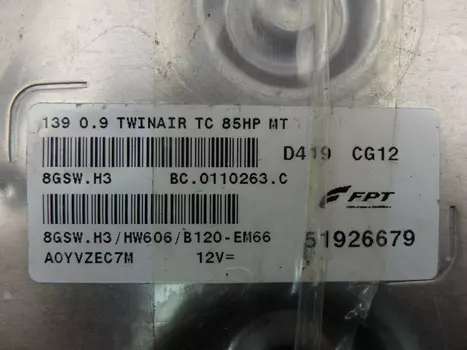 139 0.9 TWINAIR TC 85HP MT
D419 CG12
8GSW.H3 BC.0110263.C
FPT
8GSW.H3/HW606/B120-EM66
51926679
A0YVZEC7M 12V=